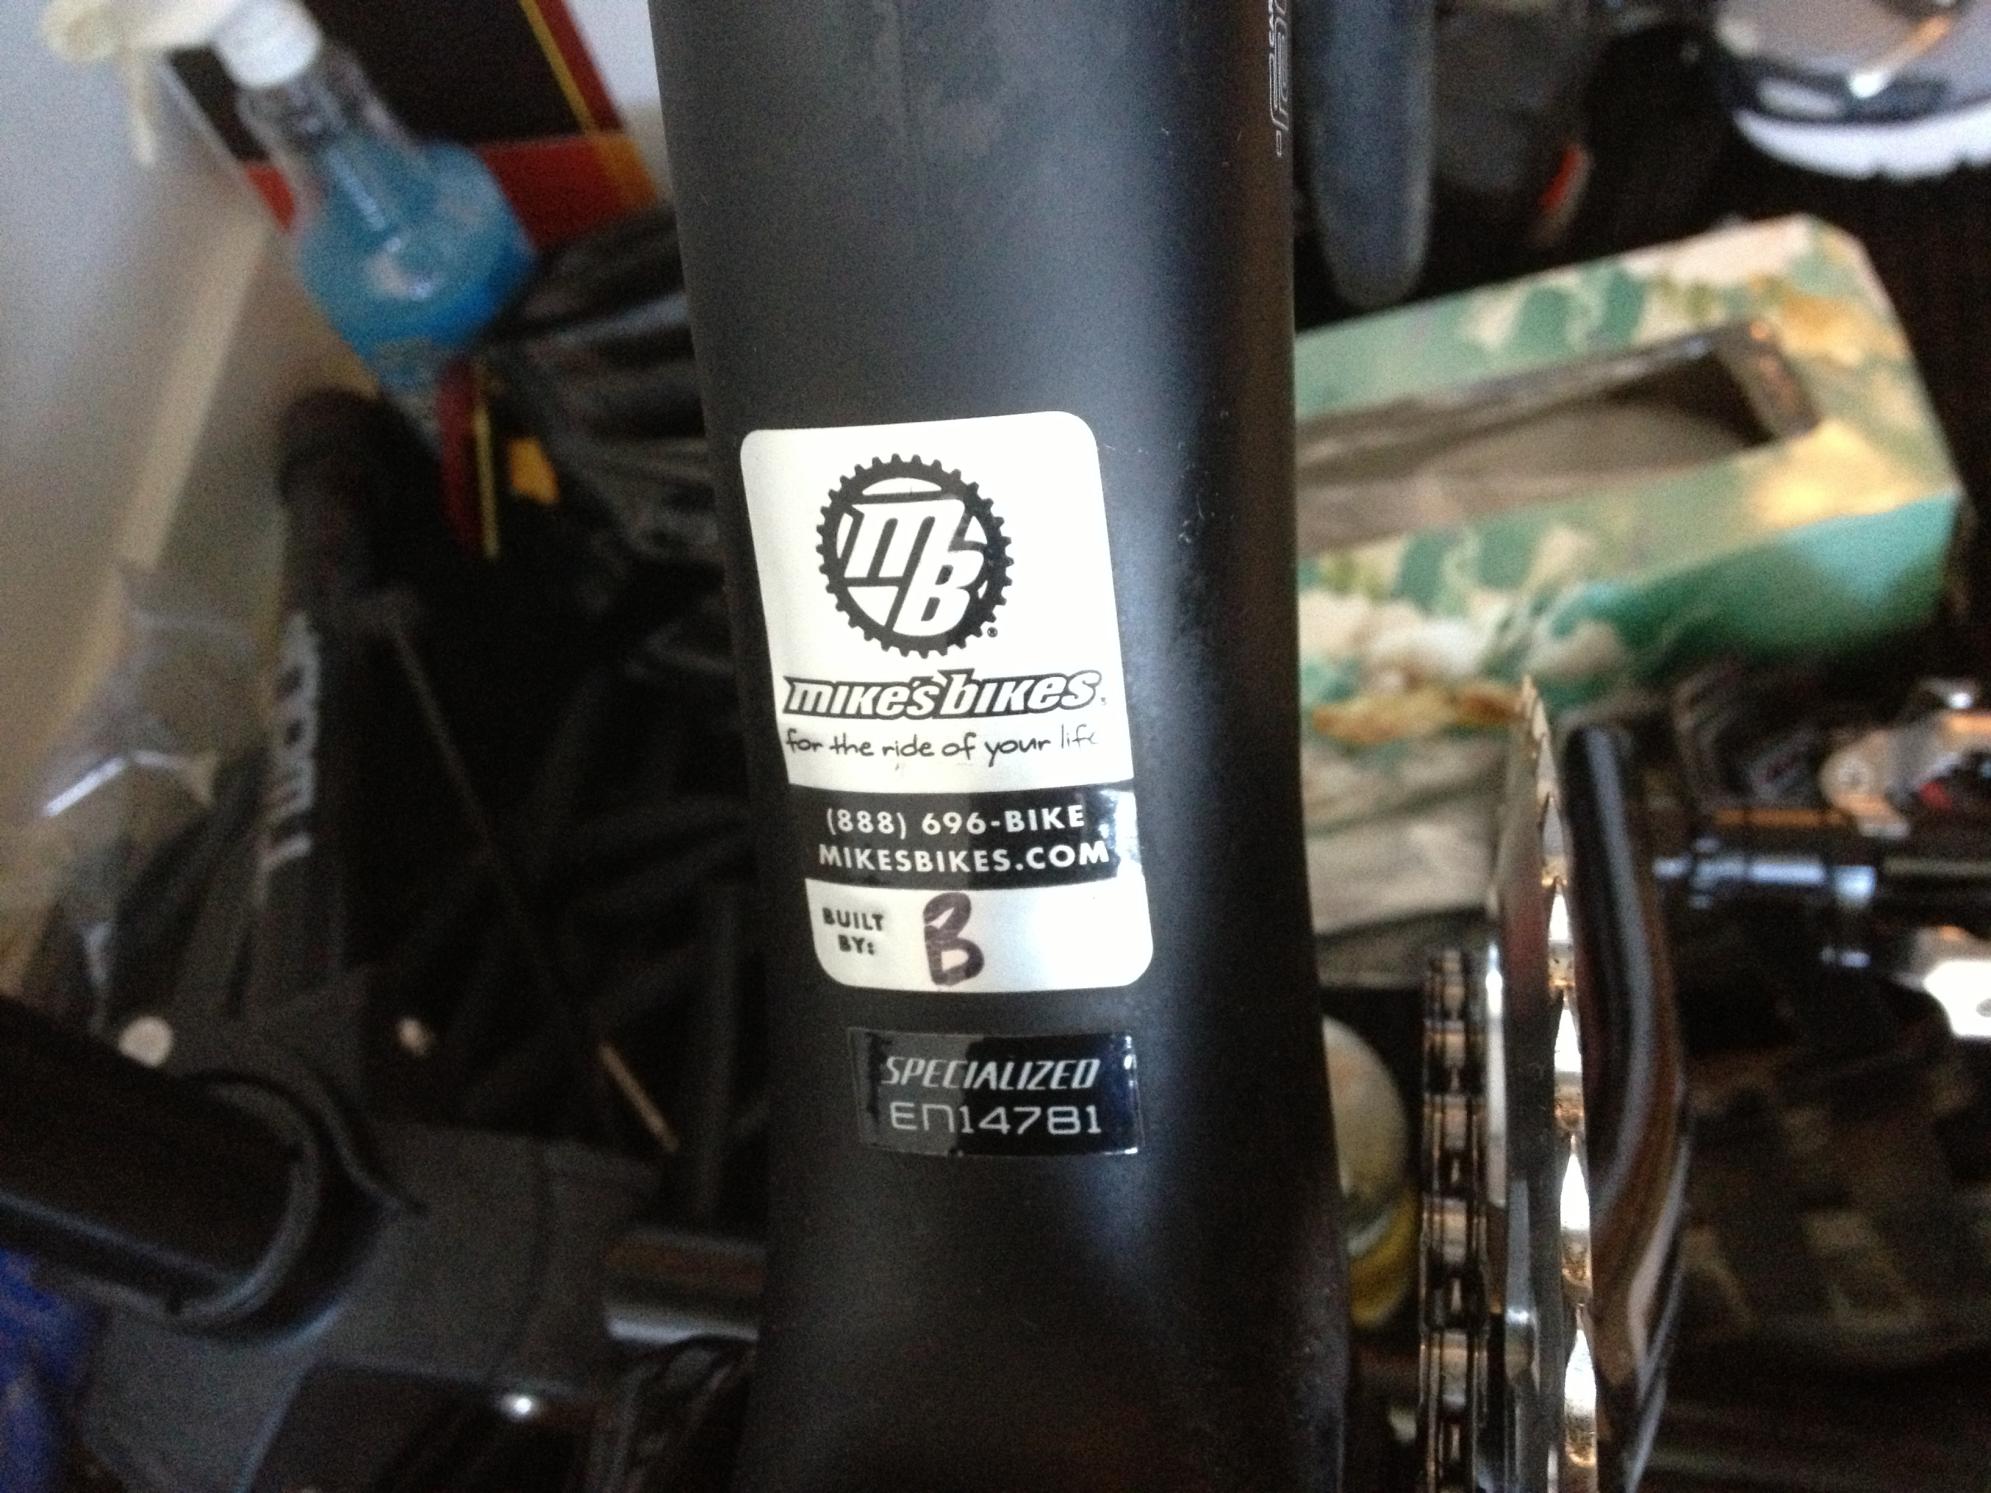 MB
mike's bikes
for the ride of your life
(888) 696-BIKE
MIKESBIKES.COM
BUILT
BY: B
SPECIALIZED
EN14781